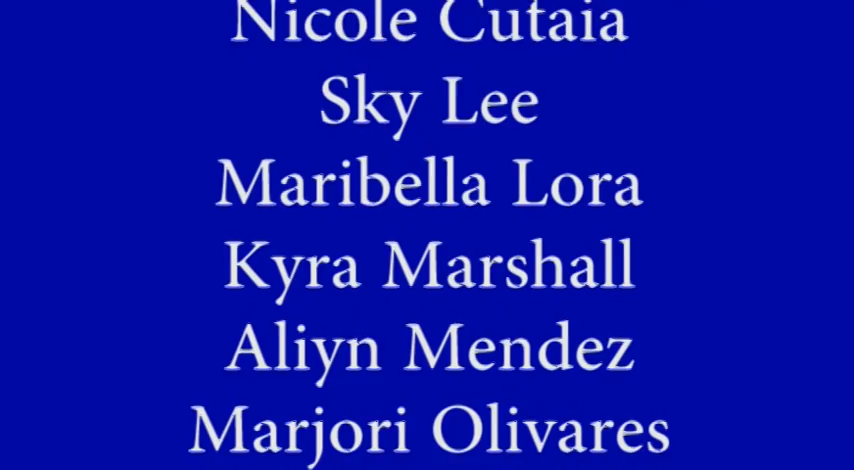 Nicole Cutaia
Sky Lee
Maribella Lora
Kyra Marshall
Aliyn Mendez
Marjori Olivares